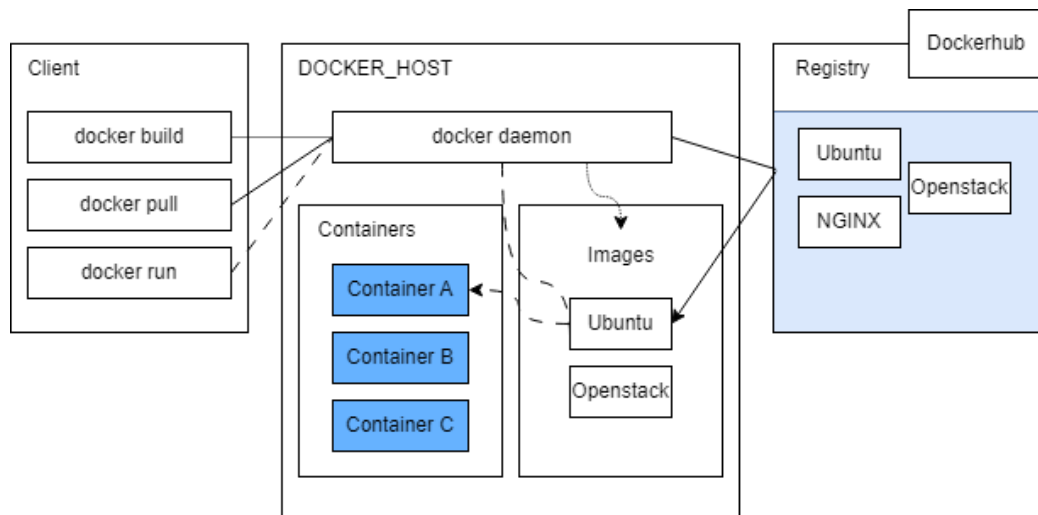 Dockerhub
Client
DOCKER_HOST
Registry
docker build
docker daemon
Ubuntu
docker pull
Openstack
Containers
NGINX
Images
docker run
Container A
Ubuntu
Container B
Openstack
Container C